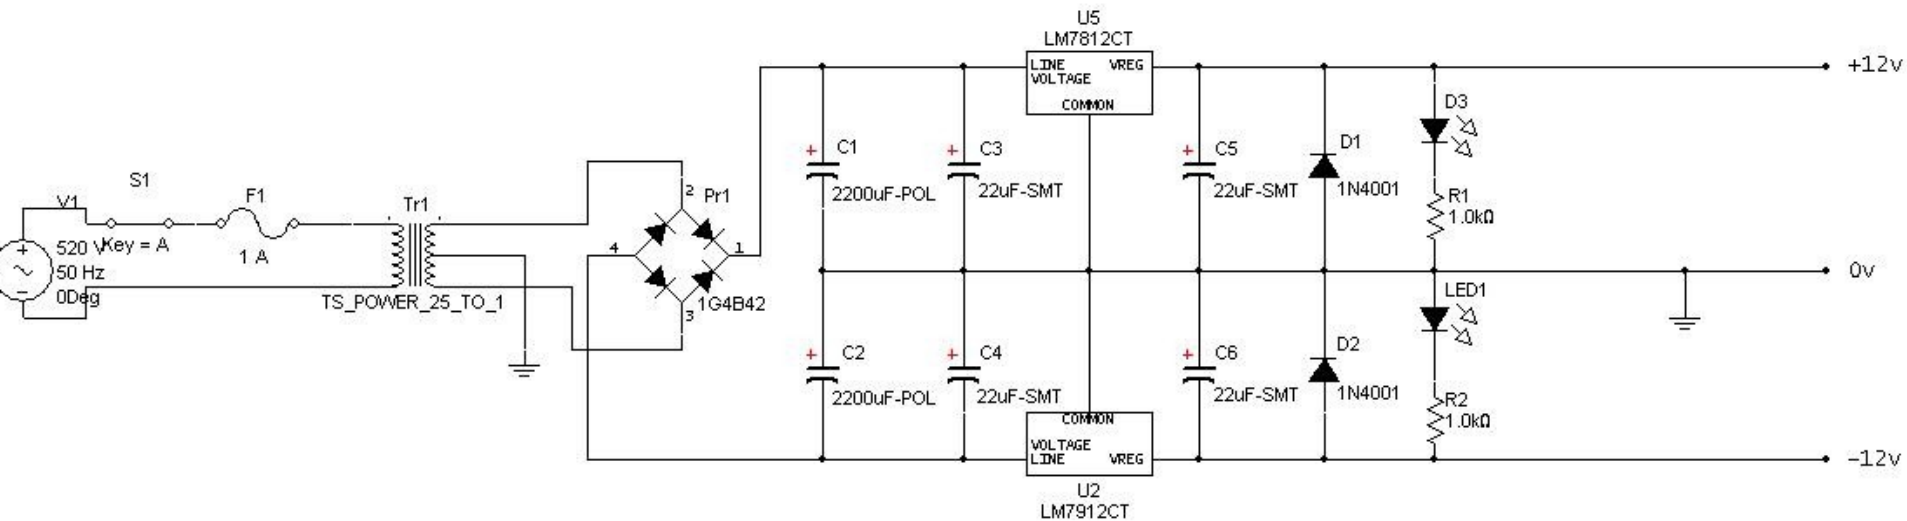 U5
LM7812CT
LINE VREG
VOLTAGE
COMMON
+12v
D3
+ C1
2200uF-POL
+ C3
22uF-SMT
+ C5
22uF-SMT
D1
1N4001
R1
1.0kΩ
S1
V1
F1
Tr1
2
Pr1
+
520 V
Key = A
50 Hz
0Deg
1 A
4
1
TS_POWER_25_TO_1
1G4B42
3
0v
LED1
+ C2
2200uF-POL
+ C4
22uF-SMT
+ C6
22uF-SMT
D2
1N4001
R2
1.0kΩ
COMMON
VOLTAGE
LINE VREG
-12v
U2
LM7912CT